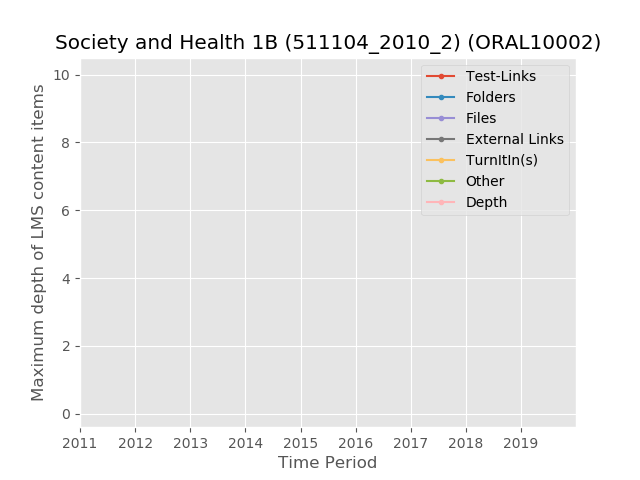 Society and Health 1B (511104_2010_2) (ORAL10002)
Maximum depth of LMS content items
10
8
6
4
2
0
Test-Links
Folders
Files
External Links
TurnItIn(s)
Other
Depth
2011 2012 2013 2014 2015 2016 2017 2018 2019
Time Period